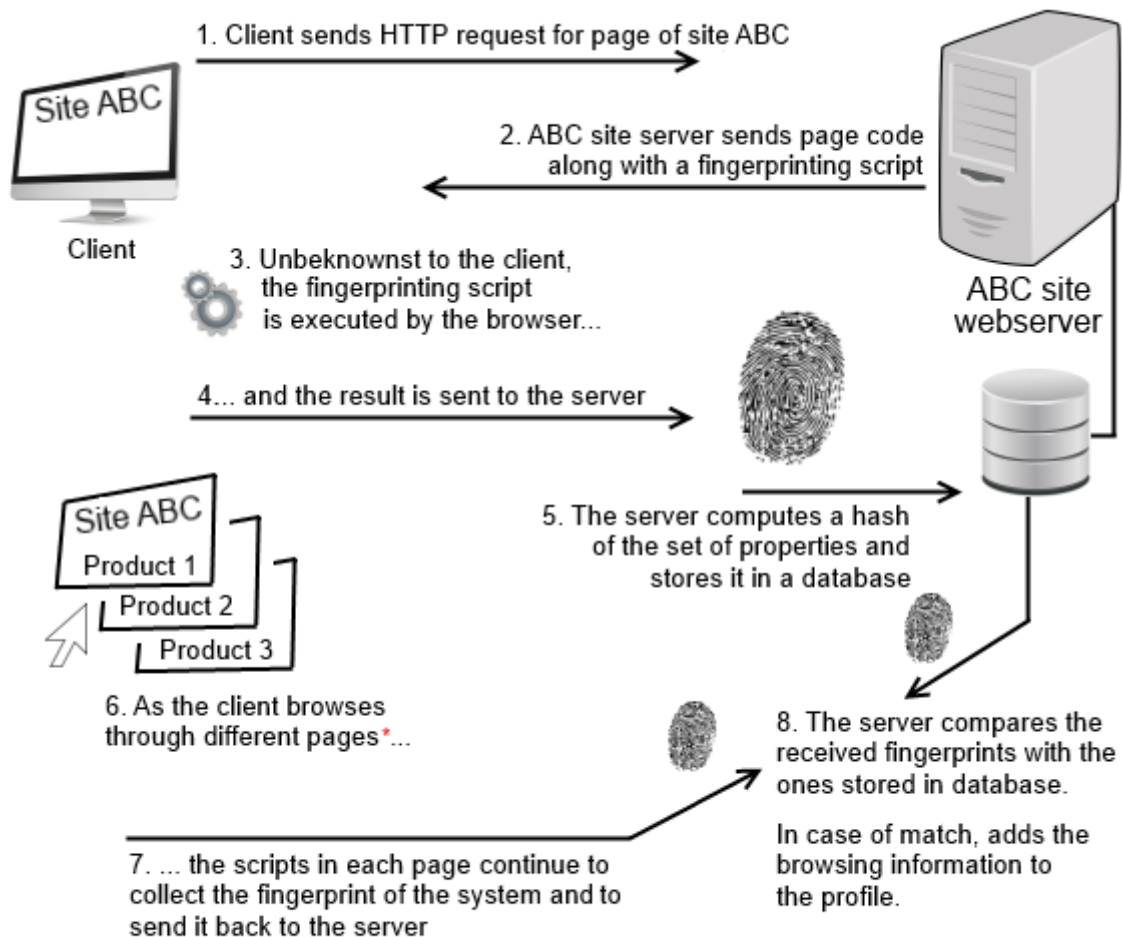 1. Client sends HTTP request for page of site ABC
Site ABC
Client
2. ABC site server sends page code
along with a fingerprinting script
ABC site
webserver
3. Unbeknownst to the client,
the fingerprinting script
is executed by the browser...
4... and the result is sent to the server
5. The server computes a hash
of the set of properties and
stores it in a database
Site ABC
Product 1
Product 2
Product 3
6. As the client browses
through different pages*...
7. ... the scripts in each page continue to
collect the fingerprint of the system and to
send it back to the server
8. The server compares the
received fingerprints with the
ones stored in database.
In case of match, adds the
browsing information to
the profile.